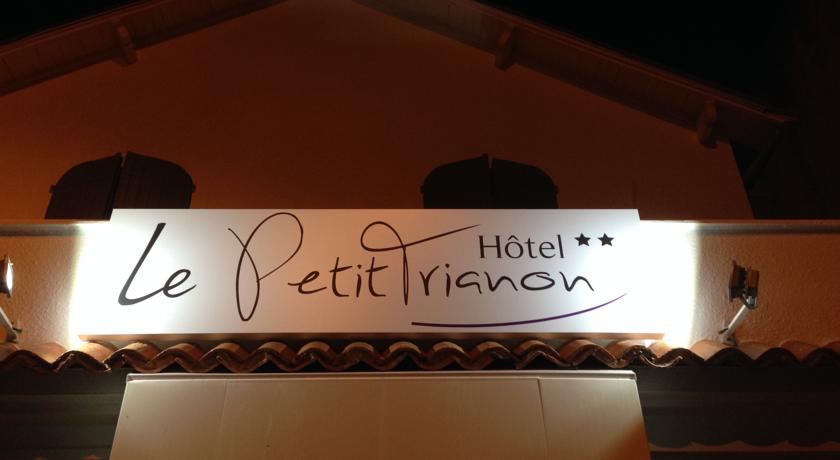 Hôtel ★★
Le Petit Trianon